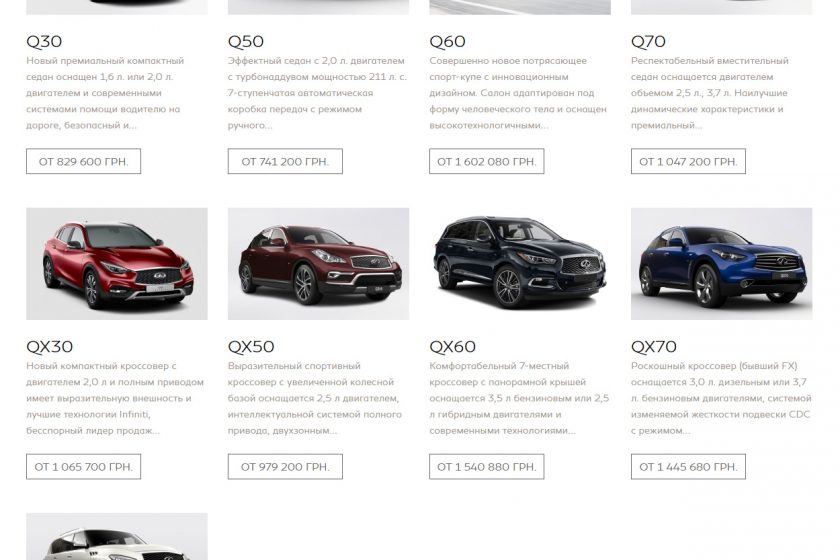 Q30
Новый премиальный компактный
седан оснащен 1,6 л. или 2,0 л.
двигателем и современными
системами помощи водителю на
дороге, безопасный и...
ОТ 829 600 ГРН.
Q50
Эффектный седан с 2,0 л. двигателем
с турбонаддувом мощностью 211 л. с.
7-ступенчатая автоматическая
коробка передач с режимом
ручного...
ОТ 741 200 ГРН.
Q60
Совершенно новое потрясающее
спорт-купе с инновационным
дизайном. Салон адаптирован под
форму человеческого тела и оснащен
высокотехнологичными...
ОТ 1 602 080 ГРН.
Q70
Респектабельный вместительный
седан оснащается двигателем
объемом 2,5 л., 3,7 л. Наилучшие
динамические характеристики и
премиальный...
ОТ 1 047 200 ГРН.
QX30
Новый компактный кроссовер с
двигателем 2,0 л и полным приводом
имеет выразительную внешность и
лучшие технологии Infiniti,
бесспорный лидер продаж...
ОТ 1 065 700 ГРН.
QX50
Выразительный спортивный
кроссовер с увеличенной колесной
базой оснащается 2,5 л двигателем,
интеллектуальной системой полного
привода, двухзонным...
ОТ 979 200 ГРН.
QX60
Комфортабельный 7-местный
кроссовер с панорамной крышей
оснащается 3,5 л бензиновым или 2,5
л гибридным двигателями и
современными технологиями...
ОТ 1 540 880 ГРН.
QX70
Роскошный кроссовер (бывший FX)
оснащается 3,0 л. дизельным или 3,7
л. бензиновым двигателями, системой
изменяемой жесткости подвески CDC
с режимом...
ОТ 1 445 680 ГРН.